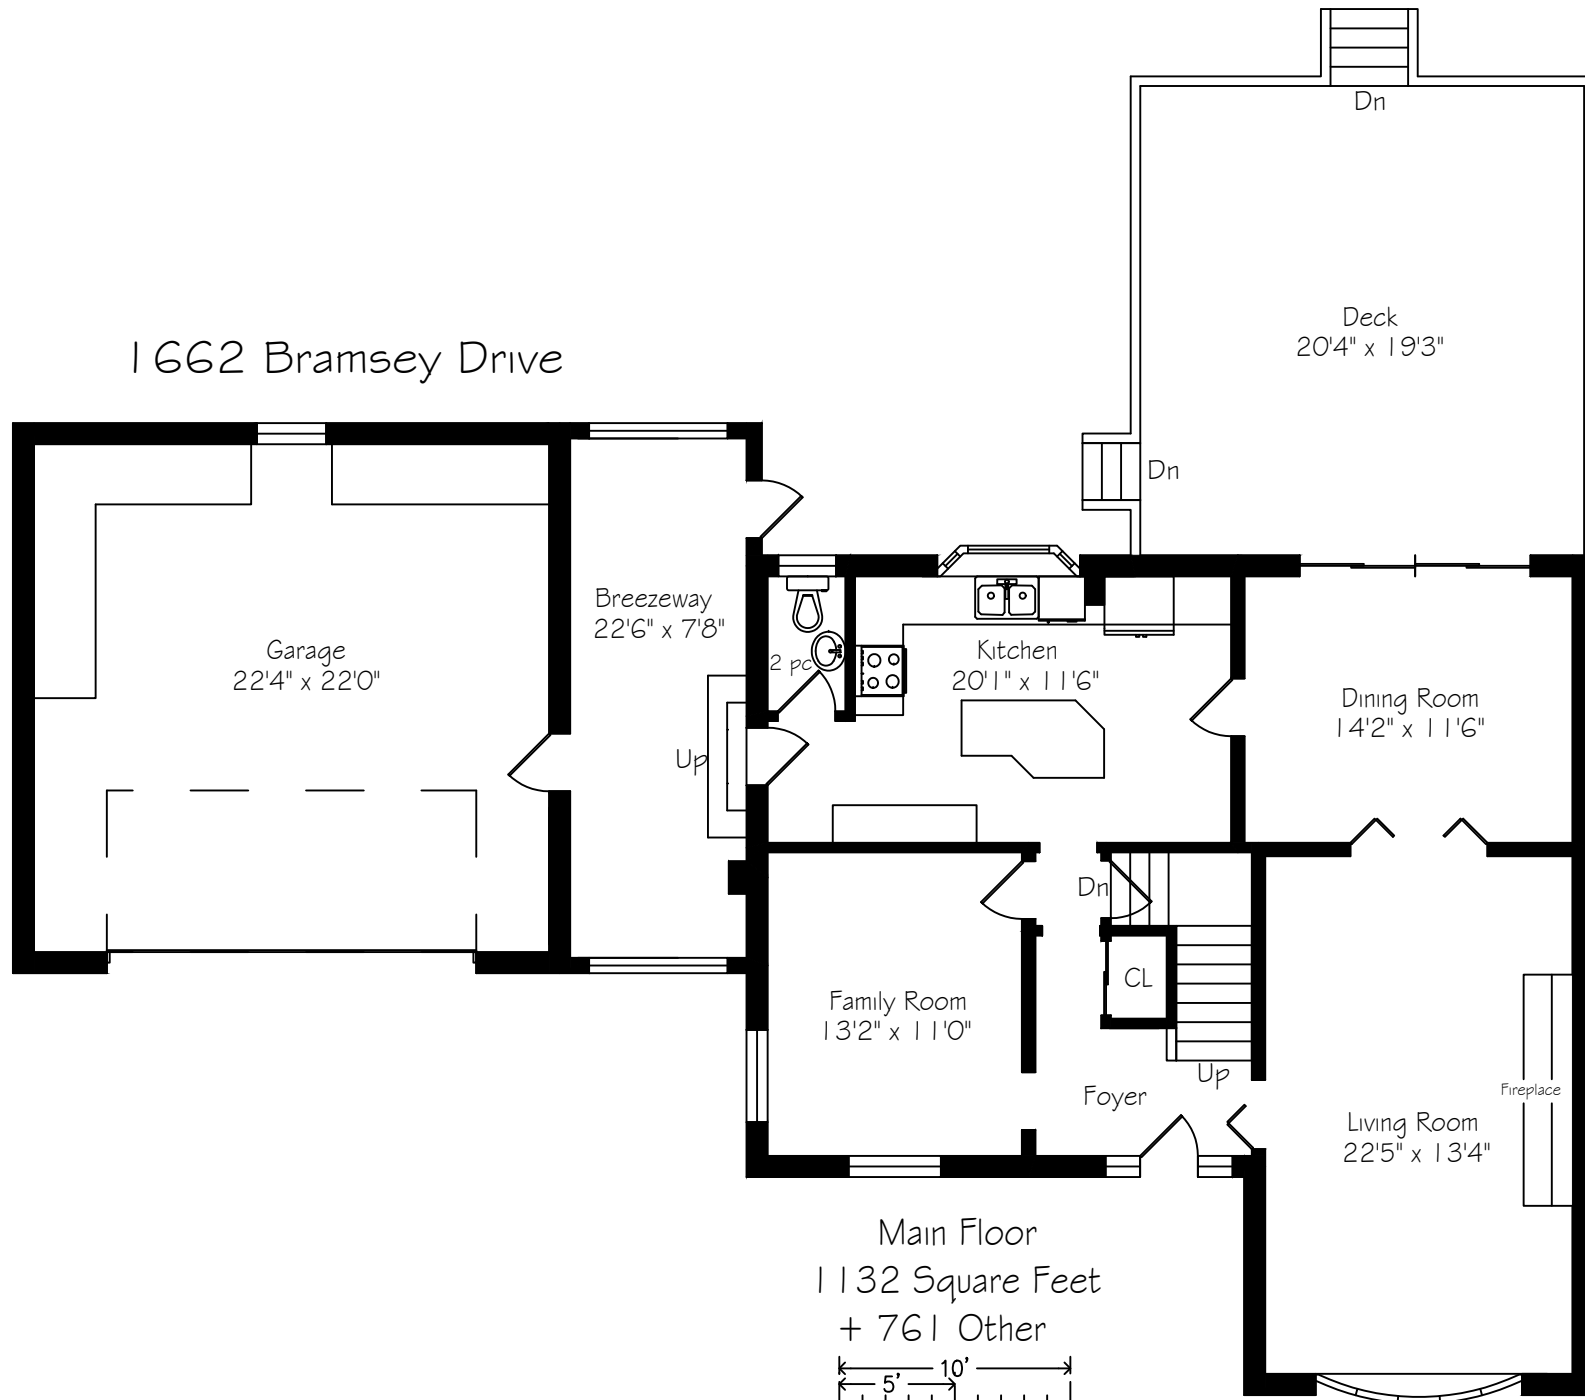 Dn
Deck
20'4" x 19'3"
1662 Bramsey Drive
Dn
Breezeway
22'6" x 7'8"
Garage
22'4" x 22'0"
2 pc
Kitchen
20'1" x 11'6"
Dining Room
14'2" x 11'6"
Up
Dn
CL
Family Room
13'2" x 11'0"
Up
Foyer
Fireplace
Living Room
22'5" x 13'4"
Main Floor
1132 Square Feet
+ 761 Other
10'
5'